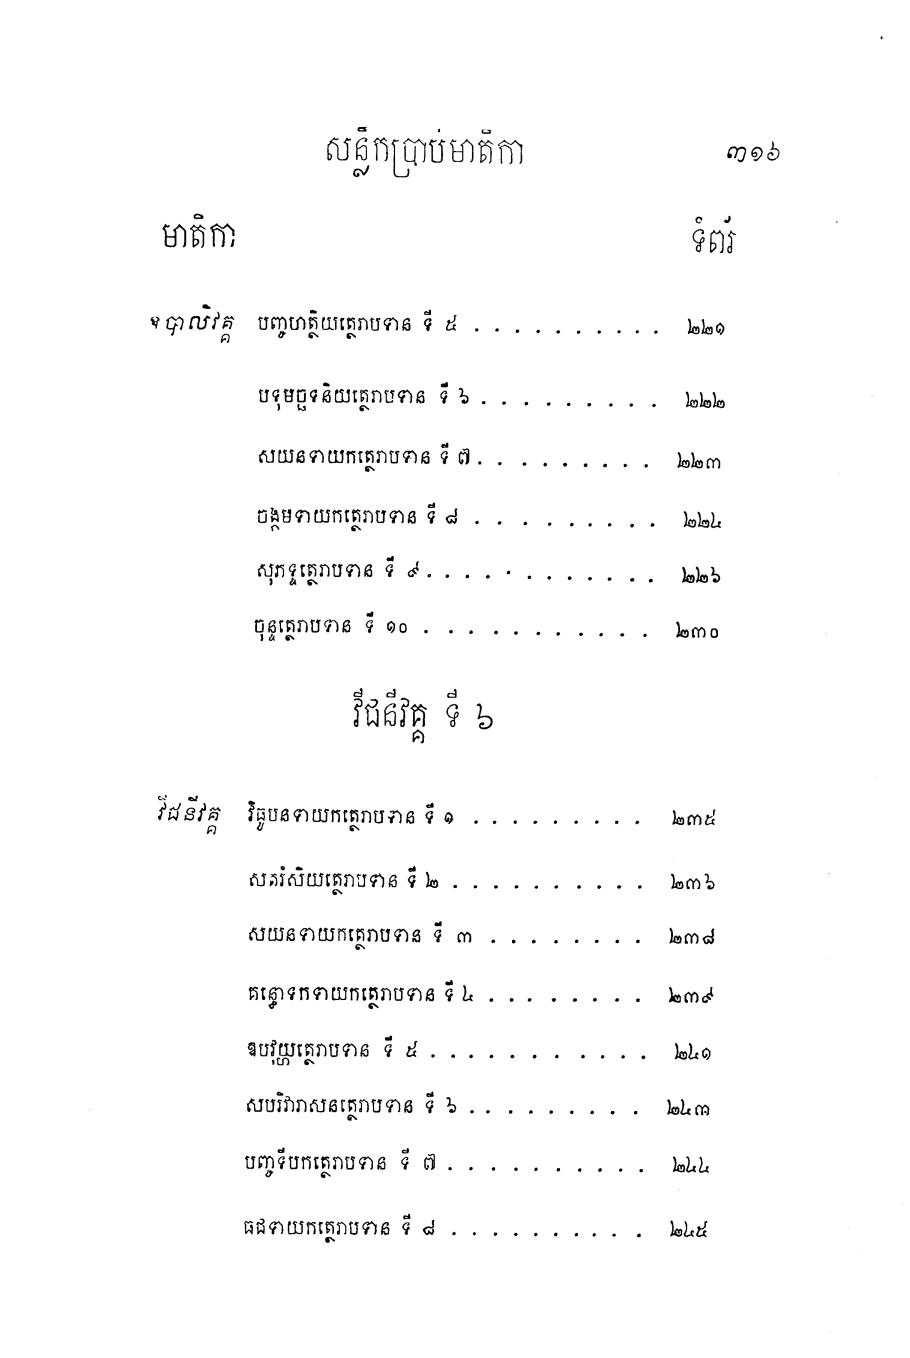 សន្លឹកប្រាប់មាតិកា ៣១៦
មាតិកា ទំព័រ
ឧបាលិវគ្គ បញ្ចហត្ថិយត្ថេរាបទាន ទី ៥ . . . . . . . . . . ២២១
បទុមច្ឆទនិយត្ថេរាបទាន ទី ៦ . . . . . . . . . ២២២
សយនទាយកត្ថេរាបទាន ទី ៧ . . . . . . . . . ២២៣
ចង្កមទាយកត្ថេរាបទាន ទី ៨ . . . . . . . . . ២២៤
សុភទ្ទត្ថេរាបទាន ទី ៩ . . . . . . . . . . . ២២៦
ចុន្ទត្ថេរាបទាន ទី ១០ . . . . . . . . . . . ២៣០
វីជនីវគ្គ ទី ៦
វីជនីវគ្គ វិធូបនទាយកត្ថេរាបទាន ទី ១ . . . . . . . . . ២៣៥
សតរំសិយត្ថេរាបទាន ទី ២ . . . . . . . . . . ២៣៦
សយនទាយកត្ថេរាបទាន ទី ៣ . . . . . . . . ២៣៨
គន្ធោទកទាយកត្ថេរាបទាន ទី ៤ . . . . . . . . ២៣៩
ឧបវុយ្ហត្ថេរាបទាន ទី ៥ . . . . . . . . . . . ២៤១
សបរិវារាសនត្ថេរាបទាន ទី ៦ . . . . . . . . . ២៤៣
បញ្ចទីបកត្ថេរាបទាន ទី ៧ . . . . . . . . . . ២៤៤
ធជទាយកត្ថេរាបទាន ទី ៨ . . . . . . . . . . ២៤៥